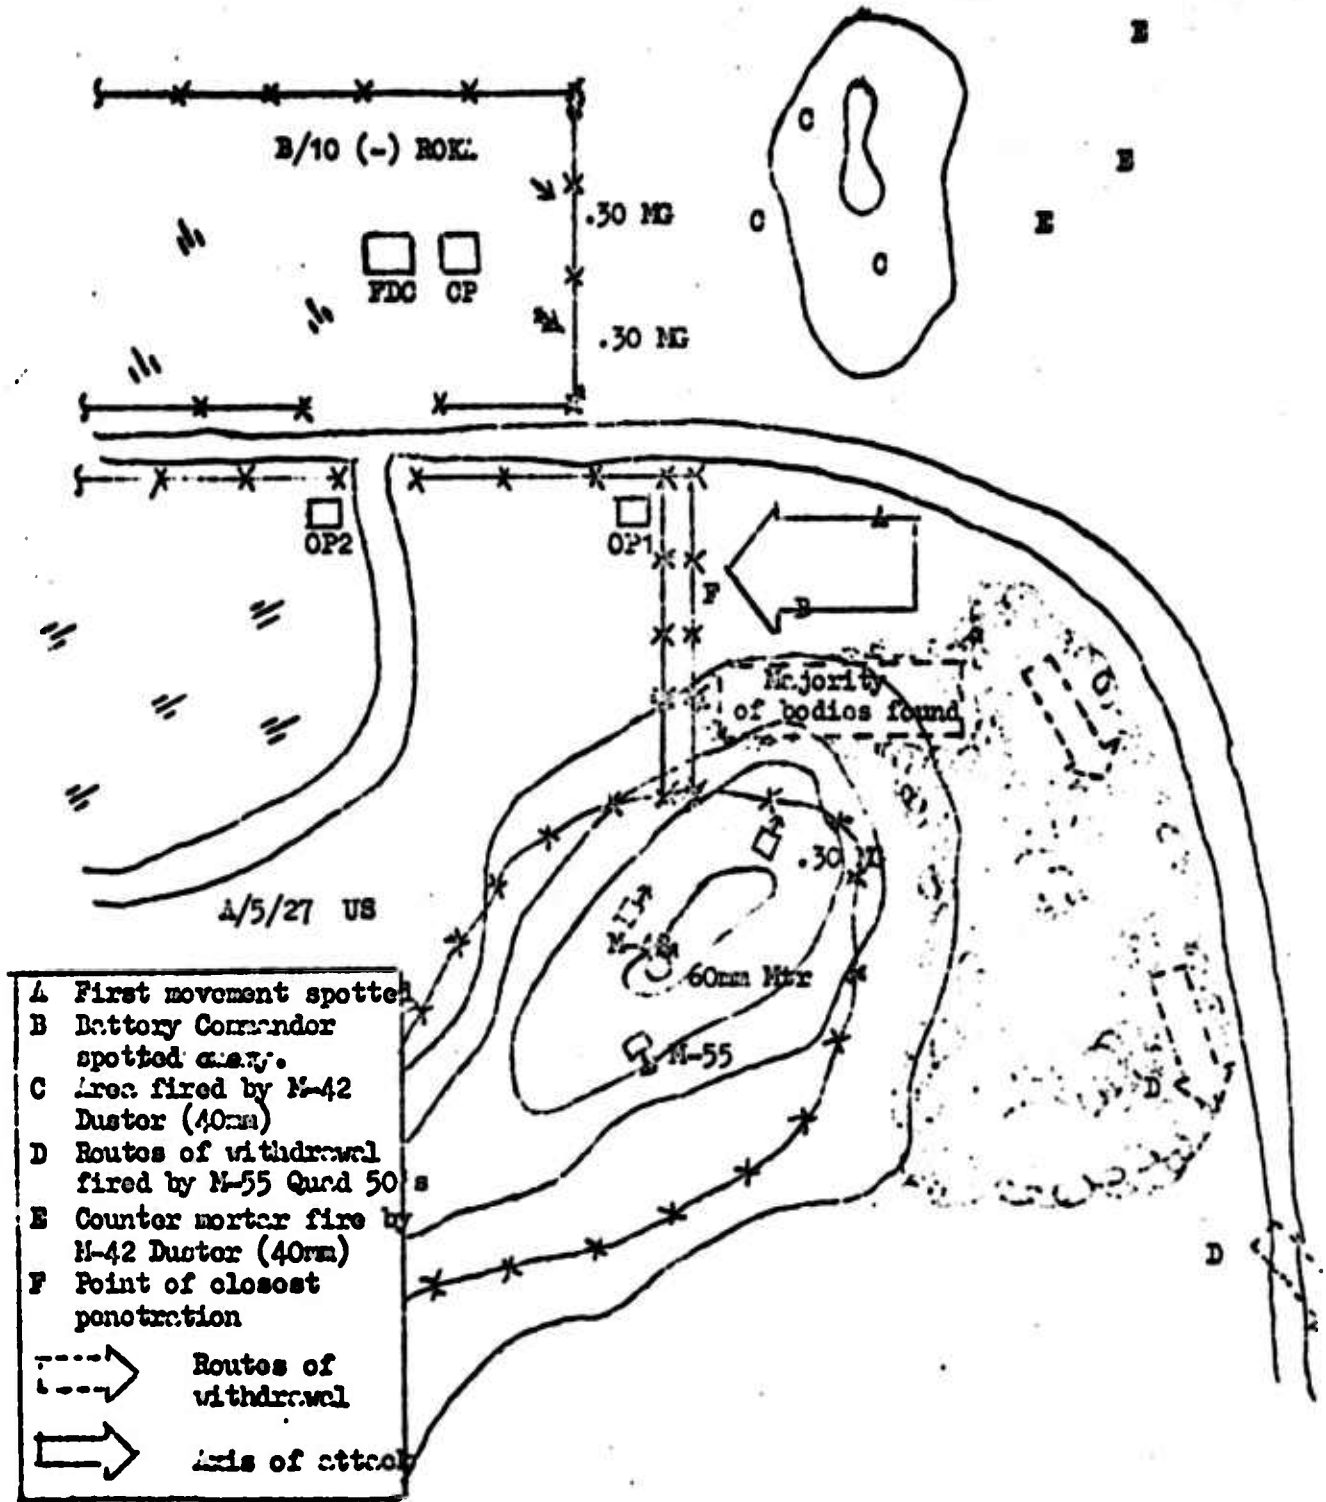 E
C
B/10 (-) ROKA
E
.30 MG
C
E
C
FDC CP
.30 MG
A
OP2
OP1
F
B
Majority
of bodies found
D
.30 MG
A/5/27 US
60mm Mtr
M-55
D
D
A First movement spotted
B Battery Commander
spotted enemy.
C Area fired by M-42
Duster (40mm)
D Routes of withdrawal
fired by M-55 Quad 50's
E Counter mortar fire by
M-42 Duster (40mm)
F Point of closest
penetration
Routes of
withdrawal
Axis of attack